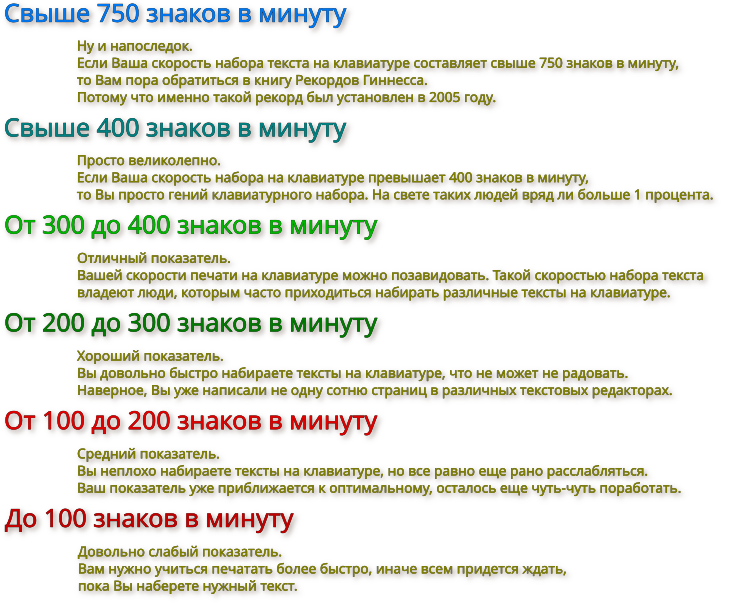 Свыше 750 знаков в минуту
Ну и напоследок.
Если Ваша скорость набора текста на клавиатуре составляет свыше 750 знаков в минуту,
то Вам пора обратиться в книгу Рекордов Гиннесса.
Потому что именно такой рекорд был установлен в 2005 году.
Свыше 400 знаков в минуту
Просто великолепно.
Если Ваша скорость набора на клавиатуре превышает 400 знаков в минуту,
то Вы просто гений клавиатурного набора. На свете таких людей вряд ли больше 1 процента.
От 300 до 400 знаков в минуту
Отличный показатель.
Вашей скорости печати на клавиатуре можно позавидовать. Такой скоростью набора текста
владеют люди, которым часто приходиться набирать различные тексты на клавиатуре.
От 200 до 300 знаков в минуту
Хороший показатель.
Вы довольно быстро набираете тексты на клавиатуре, что не может не радовать.
Наверное, Вы уже написали не одну сотню страниц в различных текстовых редакторах.
От 100 до 200 знаков в минуту
Средний показатель.
Вы неплохо набираете тексты на клавиатуре, но все равно еще рано расслабляться.
Ваш показатель уже приближается к оптимальному, осталось еще чуть-чуть поработать.
До 100 знаков в минуту
Довольно слабый показатель.
Вам нужно учиться печатать более быстро, иначе всем придется ждать,
пока Вы наберете нужный текст.